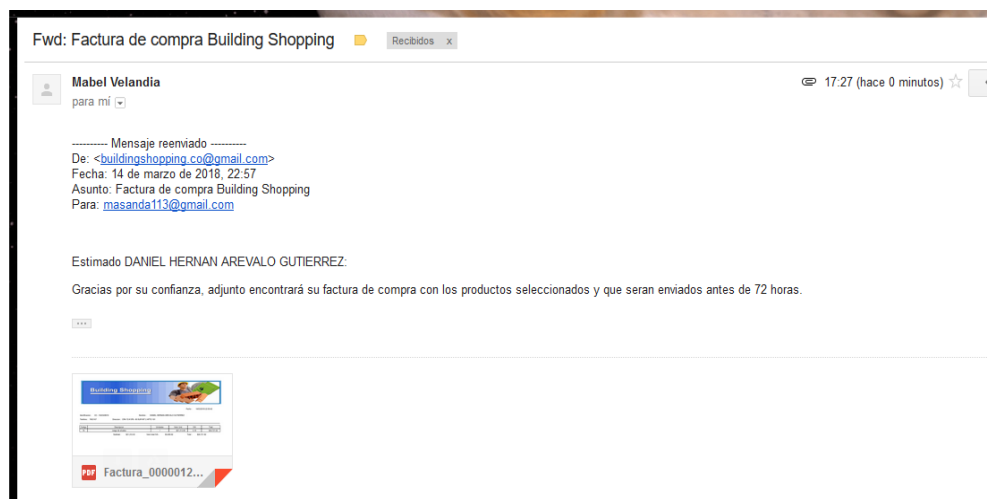 Fwd: Factura de compra Building Shopping
Recibidos x
Mabel Velandia
17:27 (hace 0 minutos)
para mí
---------- Mensaje reenviado ----------
De: <buildingshopping.co@gmail.com>
Fecha: 14 de marzo de 2018, 22:57
Asunto: Factura de compra Building Shopping
Para: masanda113@gmail.com
Estimado DANIEL HERNAN AREVALO GUTIERREZ:
Gracias por su confianza, adjunto encontrará su factura de compra con los productos seleccionados y que seran enviados antes de 72 horas.
Building Shopping
PDF Factura_0000012...